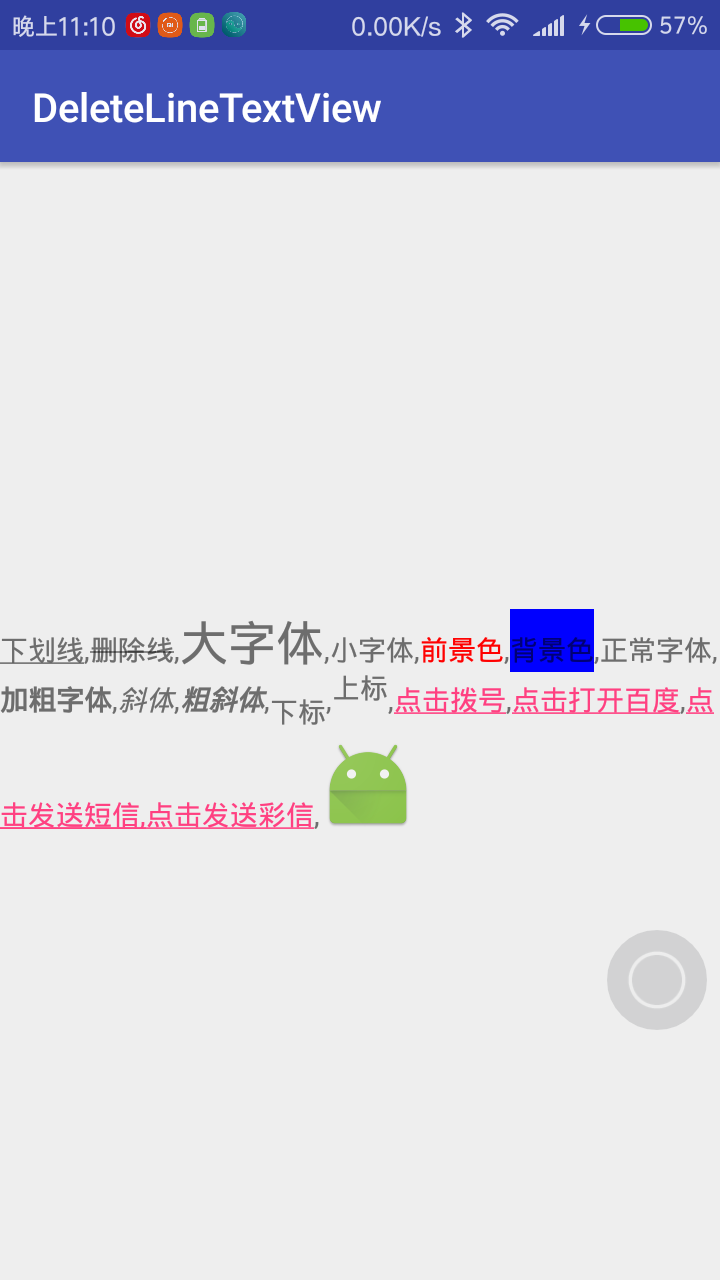 晚上11:10 0.00K/s 57%
DeleteLineTextView
下划线,删除线,大字体,小字体,前景色,背景色,正常字体,
加粗字体,斜体,粗斜体,下标,上标,点击拨号,点击打开百度,点
击发送短信,点击发送彩信,